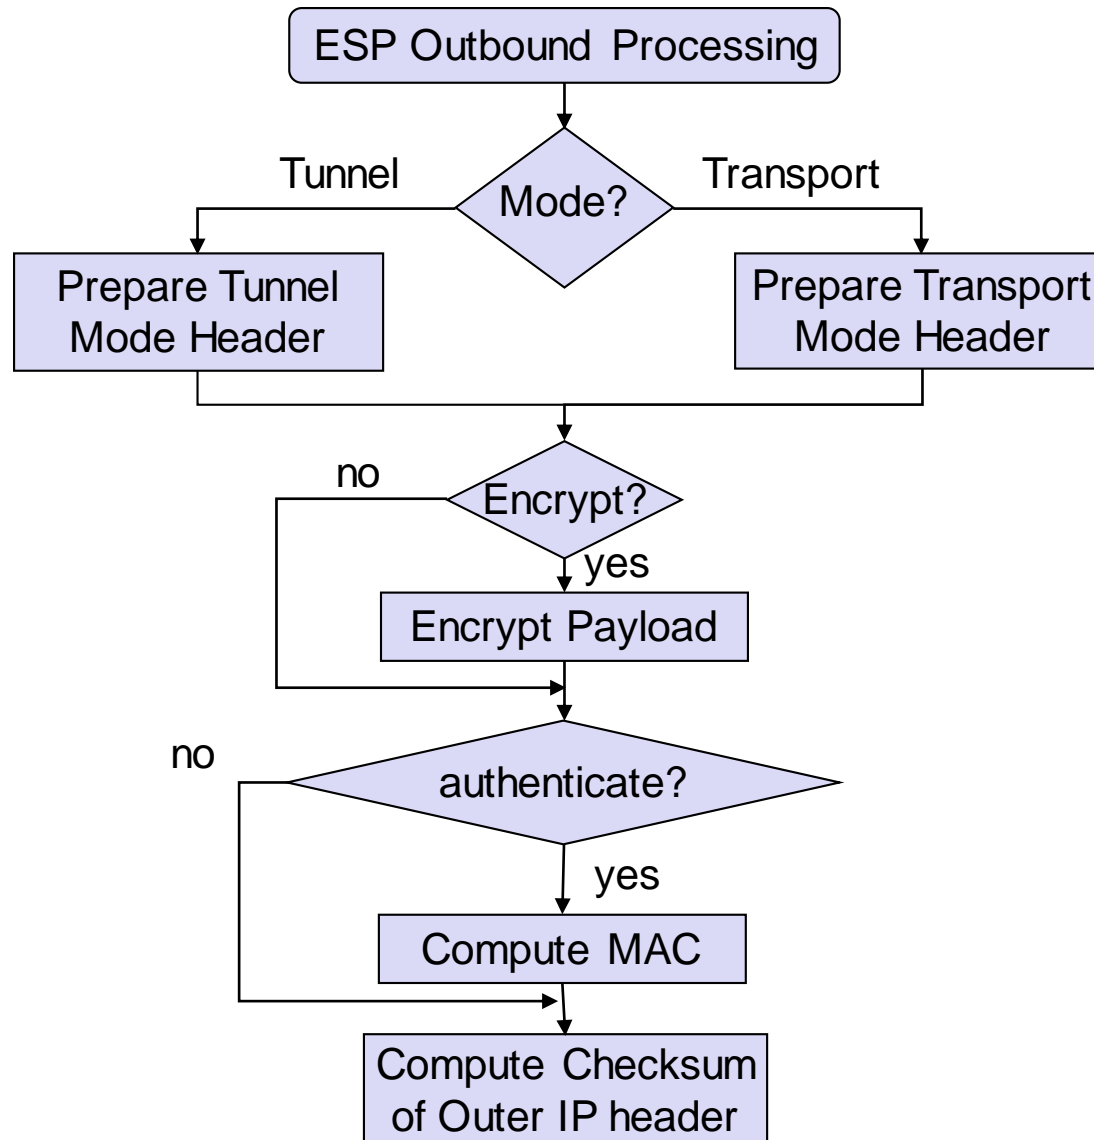 ESP Outbound Processing
Tunnel
Transport
Mode?
Prepare Tunnel
Mode Header
Prepare Transport
Mode Header
no
Encrypt?
yes
Encrypt Payload
no
authenticate?
yes
Compute MAC
Compute Checksum
of Outer IP header